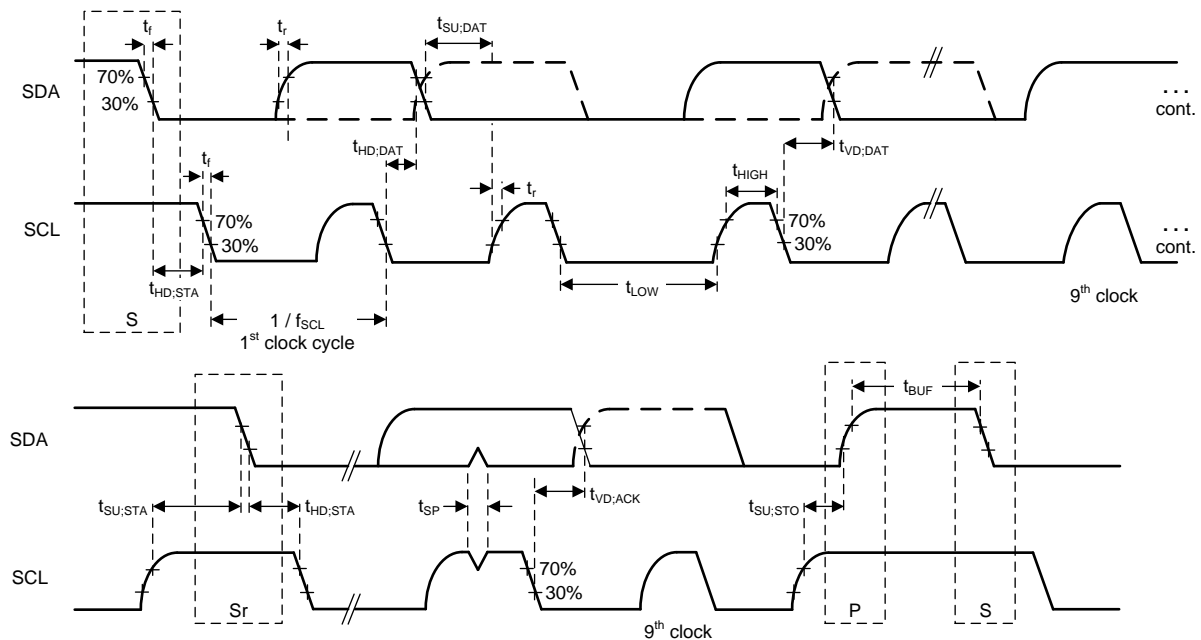 tf
tr
tSU;DAT
70%
30%
SDA
...
cont.
tHD;DAT
tVD;DAT
tf
tr
tHIGH
70%
30%
70%
30%
SCL
...
cont.
tHD;STA
tLOW
9th clock
S
1 / fSCL
1st clock cycle
tBUF
SDA
tSU;STA
tHD;STA
tSP
tVD;ACK
tSU;STO
70%
30%
SCL
Sr
P
S
9th clock